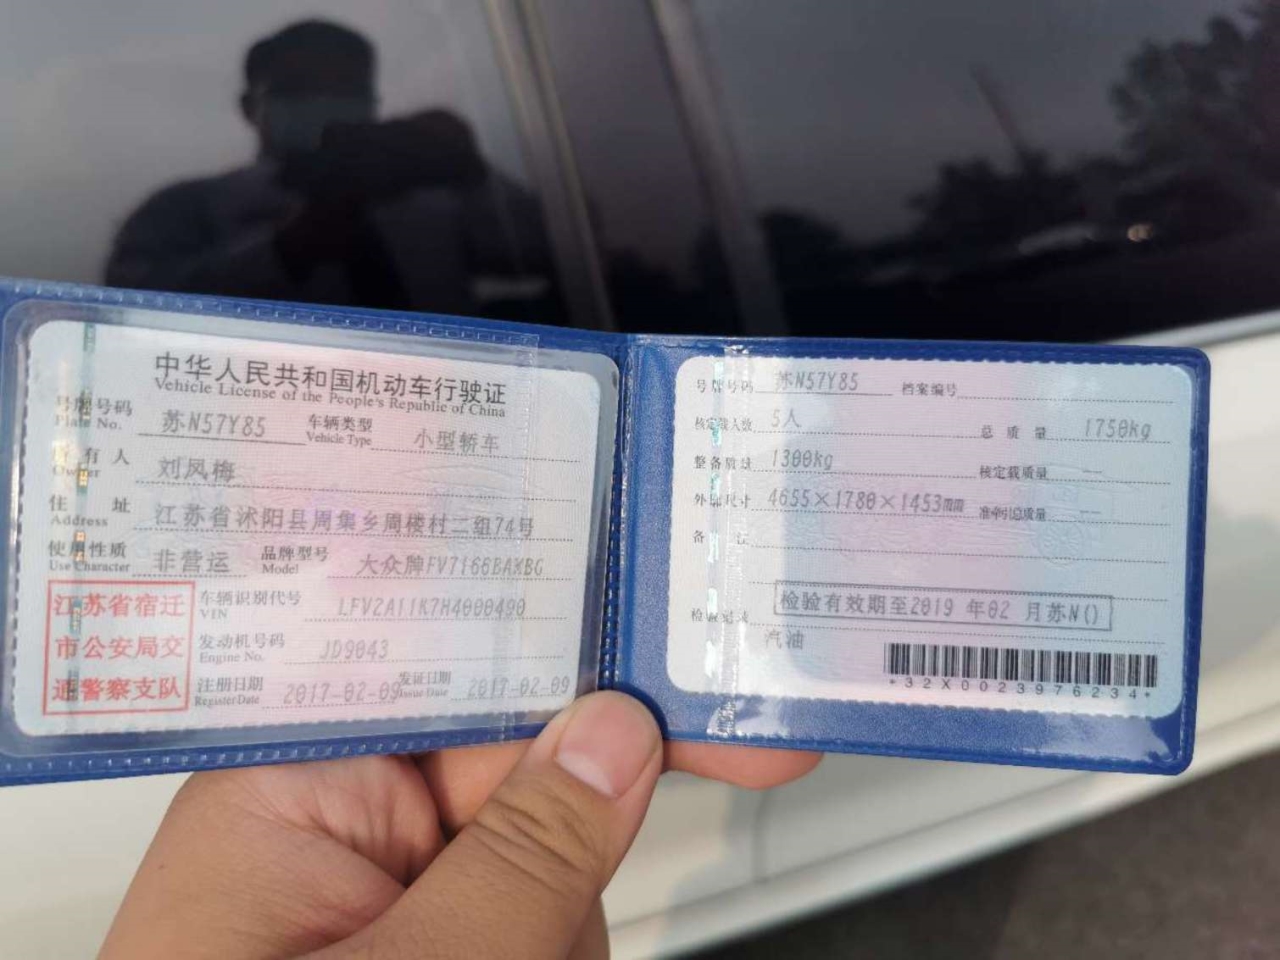 中华人民共和国机动车行驶证
Vehicle License of the People's Republic of China
号牌号码 苏N57Y85 车辆类型 小型轿车
Plate No. Vehicle Type
所有人 刘凤梅
Owner
住址 江苏省沭阳县周集乡周楼村二组74号
Address
使用性质 非营运 品牌型号 大众牌FV7166BAKBG
Use Character Model
江苏省宿迁
市公安局交
通警察支队
车辆识别代号 LFV2A11K7H4000490
VIN
发动机号码 JD9043
Engine No.
注册日期 2017-02-09 发证日期 2017-02-09
Register Date Issue Date
号牌号码 苏N57Y85 档案编号
核定载人数 5人 总质量 1750kg
整备质量 1300kg 核定载质量 --
外廓尺寸 4655×1780×1453mm 准牵引总质量 --
备注
检验记录 检验有效期至2019年02月苏N()
汽油
*32X0023976234*